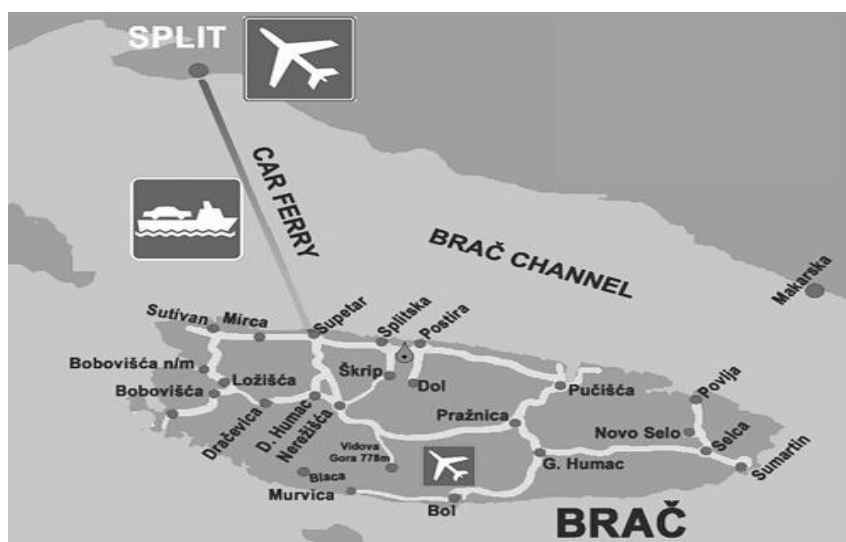 SPLIT
CAR FERRY
BRAČ CHANNEL
Makarska
Sutivan
Mirca
Supetar
Splitska
Postira
Bobovišća n/m
Ložišća
Škrip
Dol
Pučišća
Povlja
Bobovišća
Dračevica
D. Humac
Nerežišća
Pražnica
Novo Selo
Selca
Vidova
Gora 778m
G. Humac
Sumartin
Blaca
Murvica
Bol
BRAČ